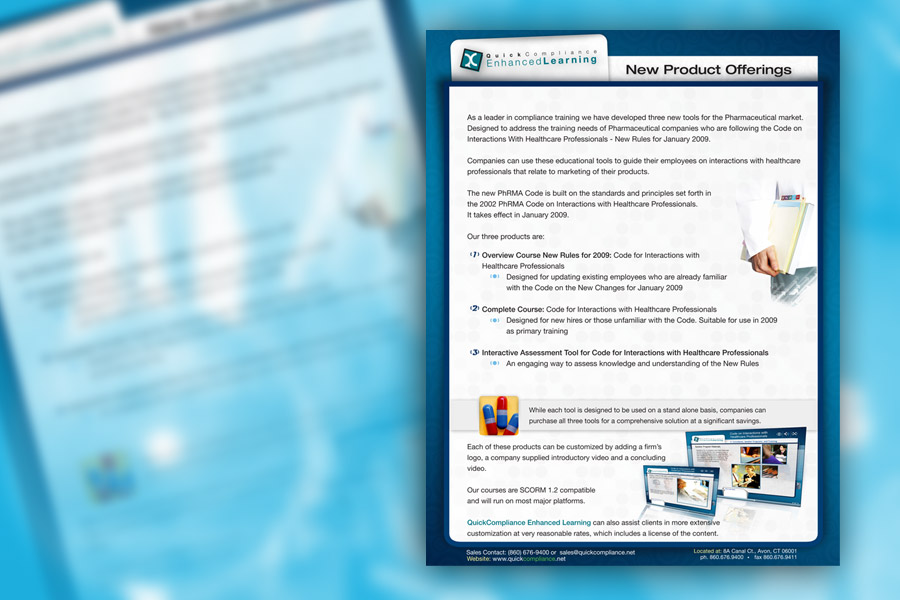 QuickCompliance
EnhancedLearning
New Product Offerings
As a leader in compliance training we have developed three new tools for the Pharmaceutical market.
Designed to address the training needs of Pharmaceutical companies who are following the Code on
Interactions With Healthcare Professionals - New Rules for January 2009.
Companies can use these educational tools to guide their employees on interactions with healthcare
professionals that relate to marketing of their products.
The new PhRMA Code is built on the standards and principles set forth in
the 2002 PhRMA Code on Interactions with Healthcare Professionals.
It takes effect in January 2009.
Our three products are:
1 Overview Course New Rules for 2009: Code for Interactions with
Healthcare Professionals
Designed for updating existing employees who are already familiar
with the Code on the New Changes for January 2009
2 Complete Course: Code for Interactions with Healthcare Professionals
Designed for new hires or those unfamiliar with the Code. Suitable for use in 2009
as primary training
3 Interactive Assessment Tool for Code for Interactions with Healthcare Professionals
An engaging way to assess knowledge and understanding of the New Rules
While each tool is designed to be used on a stand alone basis, companies can
purchase all three tools for a comprehensive solution at a significant savings.
Each of these products can be customized by adding a firm's
logo, a company supplied introductory video and a concluding
video.
Our courses are SCORM 1.2 compatible
and will run on most major platforms.
QuickCompliance Enhanced Learning can also assist clients in more extensive
customization at very reasonable rates, which includes a license of the content.
Sales Contact: (860) 676-9400 or sales@quickcompliance.net
Website: www.quickcompliance.net
Located at: 8A Canal Ct., Avon, CT 06001
ph. 860.676.9400 • fax 860.676.9411